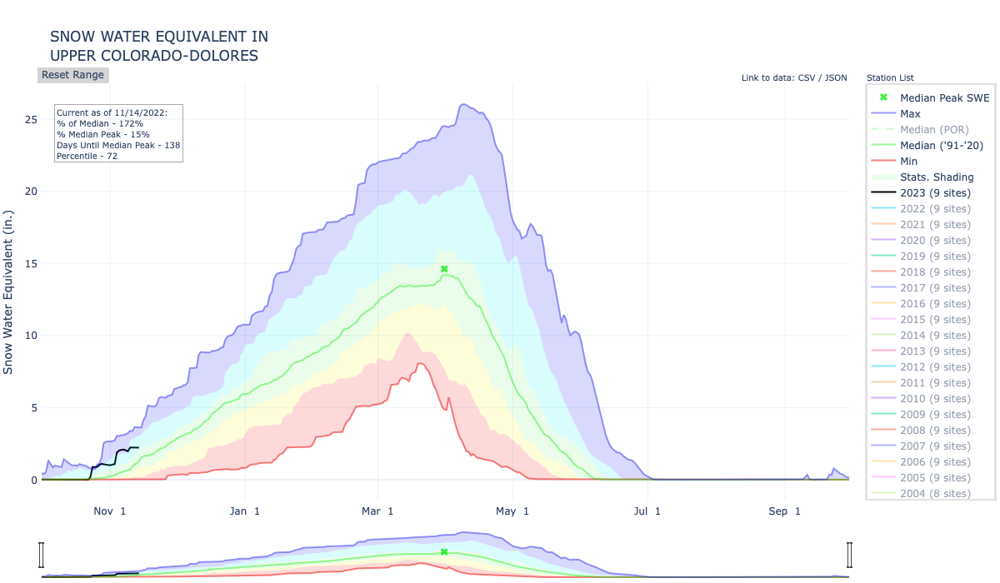 SNOW WATER EQUIVALENT IN
UPPER COLORADO-DOLORES
Reset Range
Link to data: CSV / JSON
Station List
Current as of 11/14/2022:
% of Median - 172%
% Median Peak - 15%
Days Until Median Peak - 138
Percentile - 72
Snow Water Equivalent (in.)
25
20
15
10
5
0
Nov 1
Jan 1
Mar 1
May 1
Jul 1
Sep 1
Median Peak SWE
Max
Median (POR)
Median ('91-'20)
Min
Stats. Shading
2023 (9 sites)
2022 (9 sites)
2021 (9 sites)
2020 (9 sites)
2019 (9 sites)
2018 (9 sites)
2017 (9 sites)
2016 (9 sites)
2015 (9 sites)
2014 (9 sites)
2013 (9 sites)
2012 (9 sites)
2011 (9 sites)
2010 (9 sites)
2009 (9 sites)
2008 (9 sites)
2007 (9 sites)
2006 (9 sites)
2005 (9 sites)
2004 (8 sites)